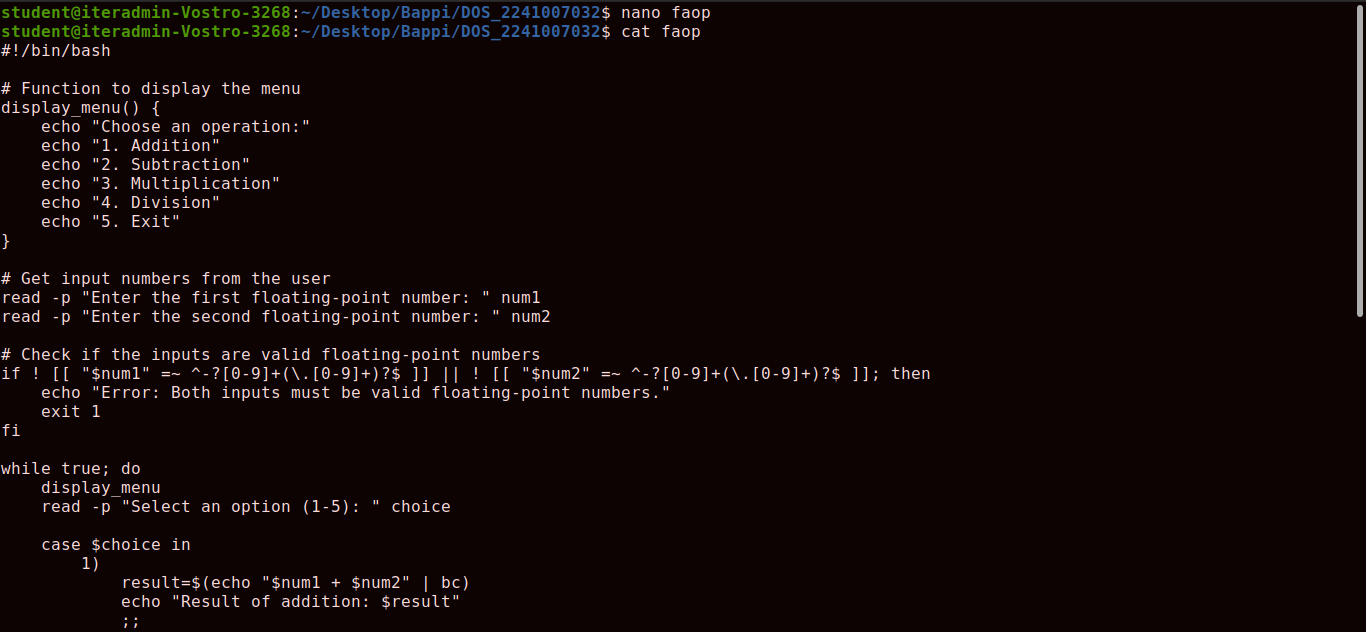 student@iteradmin-Vostro-3268:~/Desktop/Bappi/DOS_2241007032$ nano faop
student@iteradmin-Vostro-3268:~/Desktop/Bappi/DOS_2241007032$ cat faop
#!/bin/bash

# Function to display the menu
display_menu() {
    echo "Choose an operation:"
    echo "1. Addition"
    echo "2. Subtraction"
    echo "3. Multiplication"
    echo "4. Division"
    echo "5. Exit"
}

# Get input numbers from the user
read -p "Enter the first floating-point number: " num1
read -p "Enter the second floating-point number: " num2

# Check if the inputs are valid floating-point numbers
if ! [[ "$num1" =~ ^-?[0-9]+(\.[0-9]+)?$ ]] || ! [[ "$num2" =~ ^-?[0-9]+(\.[0-9]+)?$ ]]; then
    echo "Error: Both inputs must be valid floating-point numbers."
    exit 1
fi

while true; do
    display_menu
    read -p "Select an option (1-5): " choice

    case $choice in
        1)
            result=$(echo "$num1 + $num2" | bc)
            echo "Result of addition: $result"
            ;;